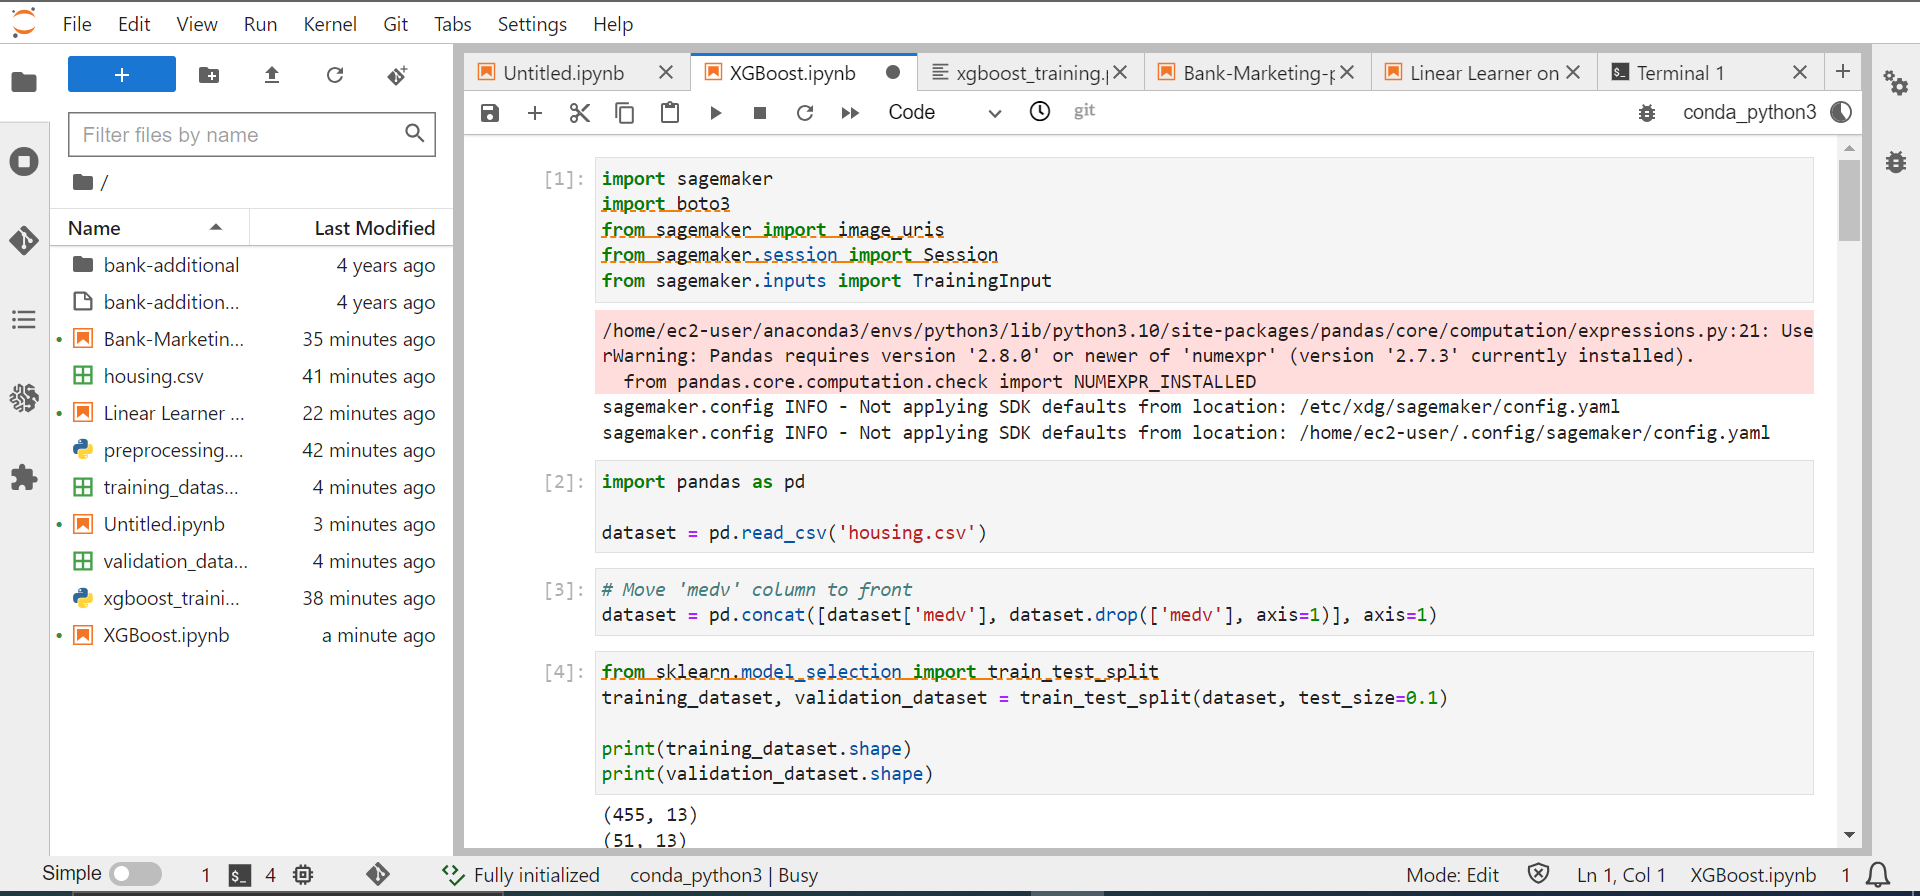 File Edit View Run Kernel Git Tabs Settings Help
Filter files by name
/
Name Last Modified
bank-additional 4 years ago
bank-addition... 4 years ago
Bank-Marketin... 35 minutes ago
housing.csv 41 minutes ago
Linear Learner ... 22 minutes ago
preprocessing.... 42 minutes ago
training_datas... 4 minutes ago
Untitled.ipynb 3 minutes ago
validation_data... 4 minutes ago
xgboost_traini... 38 minutes ago
XGBoost.ipynb a minute ago
Untitled.ipynb XGBoost.ipynb xgboost_training.p Bank-Marketing-p Linear Learner on Terminal 1
Code git conda_python3
[1]: import sagemaker
import boto3
from sagemaker import image_uris
from sagemaker.session import Session
from sagemaker.inputs import TrainingInput
/home/ec2-user/anaconda3/envs/python3/lib/python3.10/site-packages/pandas/core/computation/expressions.py:21: Use
rWarning: Pandas requires version '2.8.0' or newer of 'numexpr' (version '2.7.3' currently installed).
from pandas.core.computation.check import NUMEXPR_INSTALLED
sagemaker.config INFO - Not applying SDK defaults from location: /etc/xdg/sagemaker/config.yaml
sagemaker.config INFO - Not applying SDK defaults from location: /home/ec2-user/.config/sagemaker/config.yaml
[2]: import pandas as pd
dataset = pd.read_csv('housing.csv')
[3]: # Move 'medv' column to front
dataset = pd.concat([dataset['medv'], dataset.drop(['medv'], axis=1)], axis=1)
[4]: from sklearn.model_selection import train_test_split
training_dataset, validation_dataset = train_test_split(dataset, test_size=0.1)
print(training_dataset.shape)
print(validation_dataset.shape)
(455, 13)
(51, 13)
Simple 1 $_ 4 Fully initialized conda_python3 | Busy Mode: Edit Ln 1, Col 1 XGBoost.ipynb 1